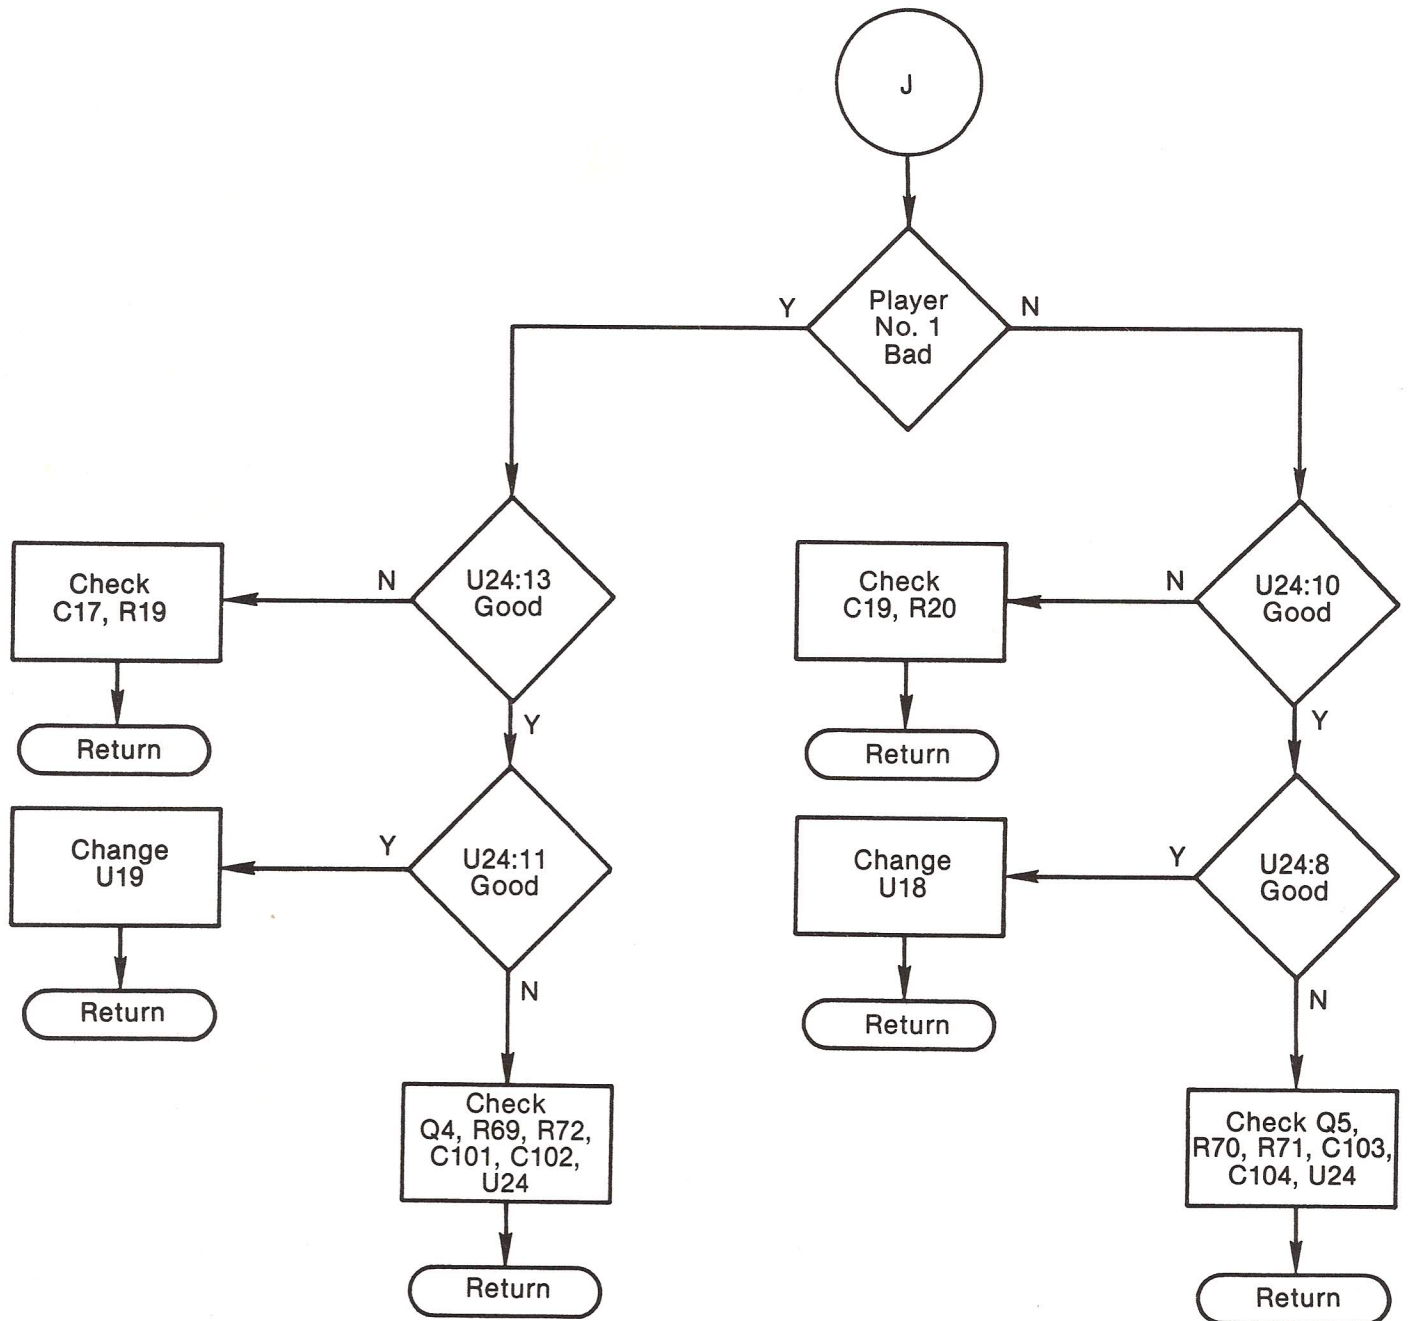 J
Y
Player
No. 1
Bad
N
Check
C17, R19
N
U24:13
Good
Check
C19, R20
N
U24:10
Good
Return
Y
Return
Y
Change
U19
Y
U24:11
Good
Change
U18
Y
U24:8
Good
Return
N
Return
N
Check
Q4, R69, R72,
C101, C102,
U24
Check Q5,
R70, R71, C103,
C104, U24
Return
Return